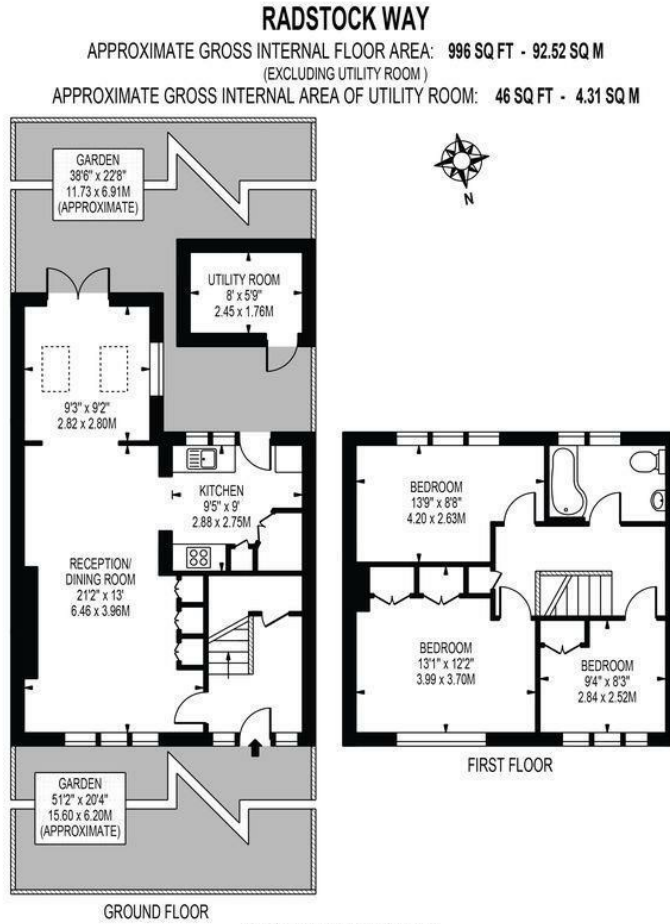 RADSTOCK WAY
APPROXIMATE GROSS INTERNAL FLOOR AREA: 996 SQ FT - 92.52 SQ M
(EXCLUDING UTILITY ROOM )
APPROXIMATE GROSS INTERNAL AREA OF UTILITY ROOM: 46 SQ FT - 4.31 SQ M
GARDEN
38'6" x 22'8"
11.73 x 6.91M
(APPROXIMATE)
N
UTILITY ROOM
8' x 5'9"
2.45 x 1.76M
9'3" x 9'2"
2.82 x 2.80M
KITCHEN
9'5" x 9'
2.88 x 2.75M
RECEPTION/
DINING ROOM
21'2" x 13'
6.46 x 3.96M
GARDEN
51'2" x 20'4"
15.60 x 6.20M
(APPROXIMATE)
GROUND FLOOR
BEDROOM
13'9" x 8'8"
4.20 x 2.63M
BEDROOM
13'1" x 12'2"
3.99 x 3.70M
BEDROOM
9'4" x 8'3"
2.84 x 2.52M
FIRST FLOOR